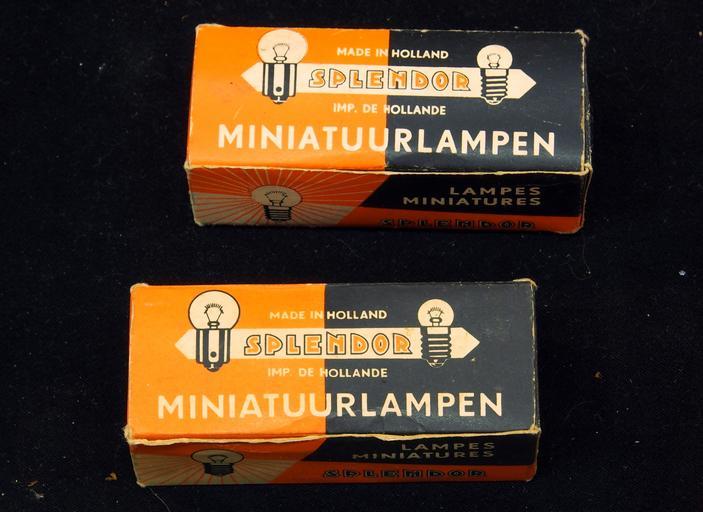 MADE IN HOLLAND
SPLENDOR
IMP. DE HOLLANDE
MINIATUURLAMPEN
LAMPES
MINIATURES
SPLENDOR
MADE IN HOLLAND
SPLENDOR
IMP. DE HOLLANDE
MINIATUURLAMPEN
LAMPES
MINIATURES
SPLENDOR